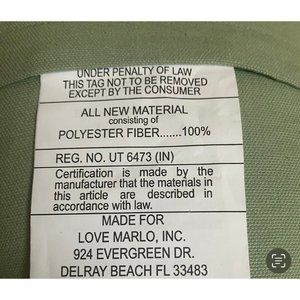 UNDER PENALTY OF LAW
THIS TAG NOT TO BE REMOVED
EXCEPT BY THE CONSUMER
ALL NEW MATERIAL
consisting of
POLYESTER FIBER.......100%
REG. NO. UT 6473 (IN)
Certification is made by the
manufacturer that the materials in
this article are described in
accordance with law.
MADE FOR
LOVE MARLO, INC.
924 EVERGREEN DR.
DELRAY BEACH FL 33483